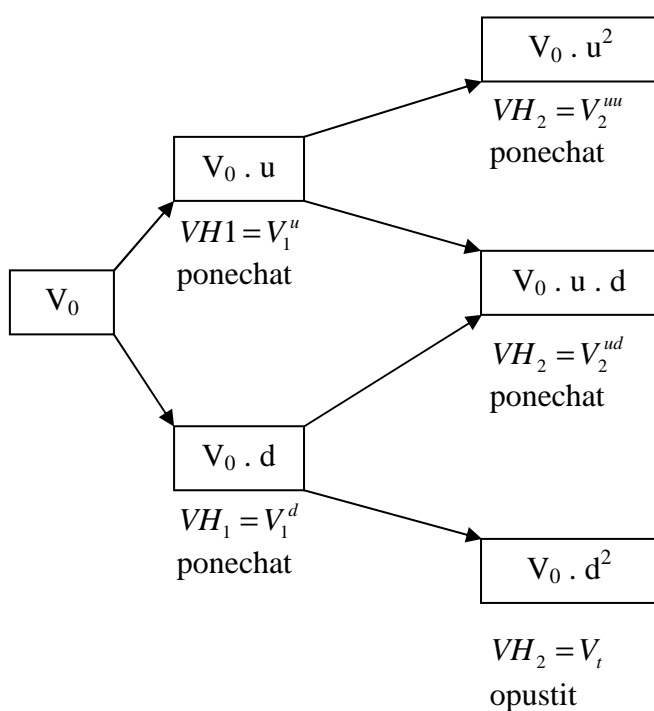 V₀ . u²
VH₂ = V₂ᵘᵘ
ponechat
V₀ . u
VH1 = V₁ᵘ
ponechat
V₀ . u . d
V₀
VH₂ = V₂ᵘᵈ
ponechat
V₀ . d
VH₁ = V₁ᵈ
ponechat
V₀ . d²
VH₂ = Vₜ
opustit